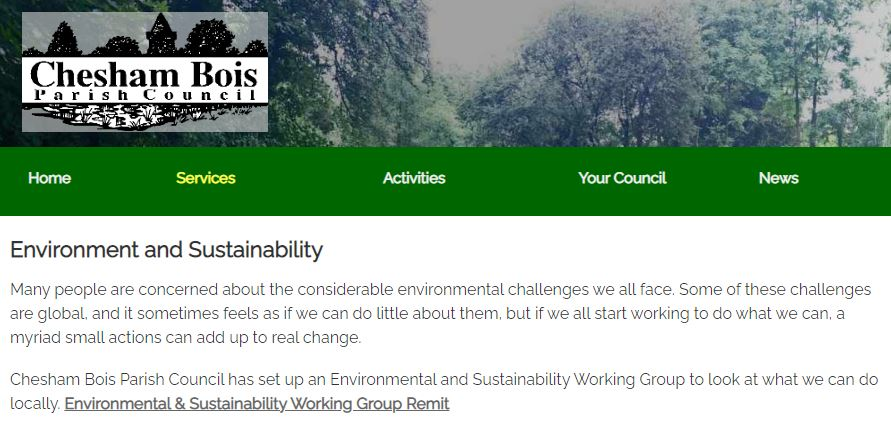 Chesham Bois
Parish Council
Home Services Activities Your Council News
Environment and Sustainability
Many people are concerned about the considerable environmental challenges we all face. Some of these challenges
are global, and it sometimes feels as if we can do little about them, but if we all start working to do what we can, a
myriad small actions can add up to real change.
Chesham Bois Parish Council has set up an Environmental and Sustainability Working Group to look at what we can do
locally. Environmental & Sustainability Working Group Remit